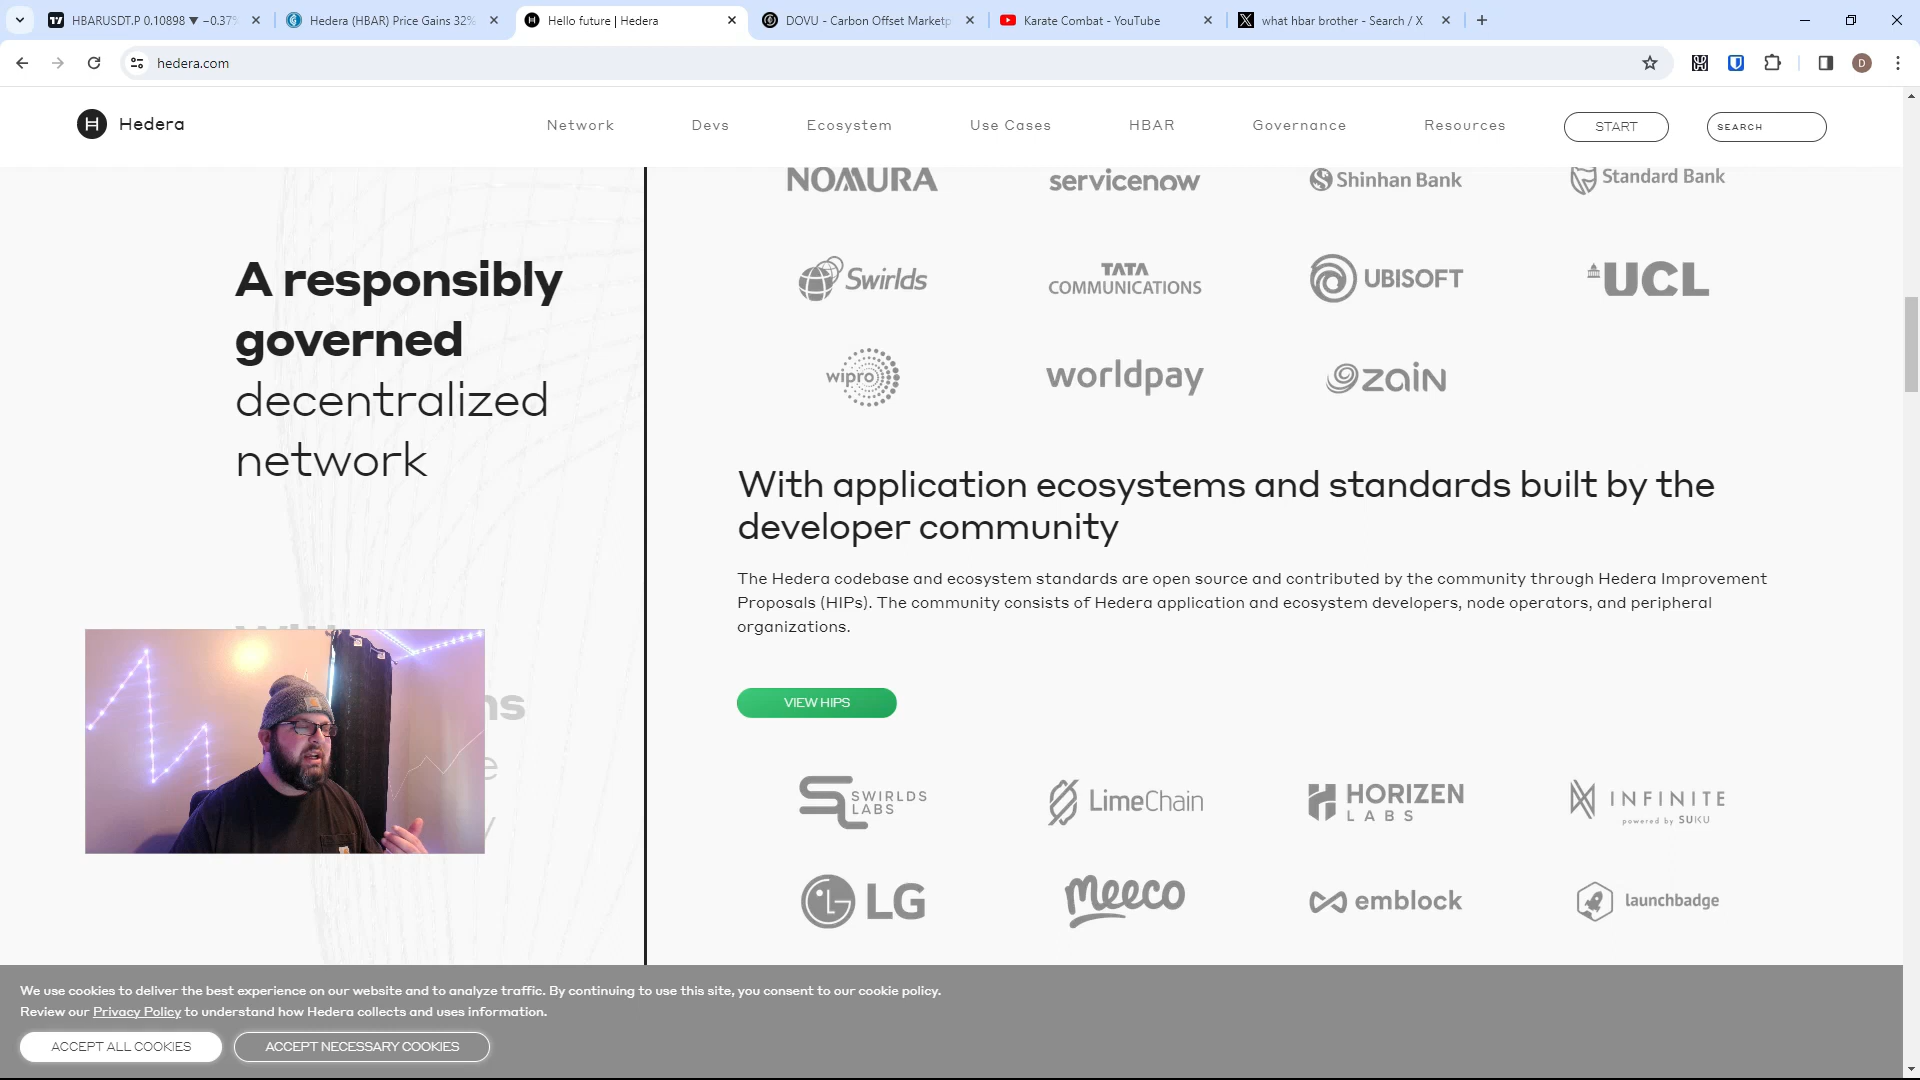 HBARUSDT.P 0.10898 ▼ −0.37%
Hedera (HBAR) Price Gains 32%
Hello future | Hedera
DOVU - Carbon Offset Marketp
Karate Combat - YouTube
what hbar brother - Search / X
hedera.com
D
Hedera
Network
Devs
Ecosystem
Use Cases
HBAR
Governance
Resources
START
SEARCH
A responsibly
governed
decentralized
network
NOMURA
servicenow
Shinhan Bank
Standard Bank
Swirlds
TATA
COMMUNICATIONS
UBISOFT
UCL
wipro
worldpay
zain
With application ecosystems and standards built by the
developer community
The Hedera codebase and ecosystem standards are open source and contributed by the community through Hedera Improvement
Proposals (HIPs). The community consists of Hedera application and ecosystem developers, node operators, and peripheral
organizations.
VIEW HIPS
SWIRLDS
LABS
LimeChain
HORIZEN
LABS
INFINITE
powered by SUKU
LG
meeco
emblock
launchbadge
We use cookies to deliver the best experience on our website and to analyze traffic. By continuing to use this site, you consent to our cookie policy.
Review our Privacy Policy to understand how Hedera collects and uses information.
ACCEPT ALL COOKIES
ACCEPT NECESSARY COOKIES